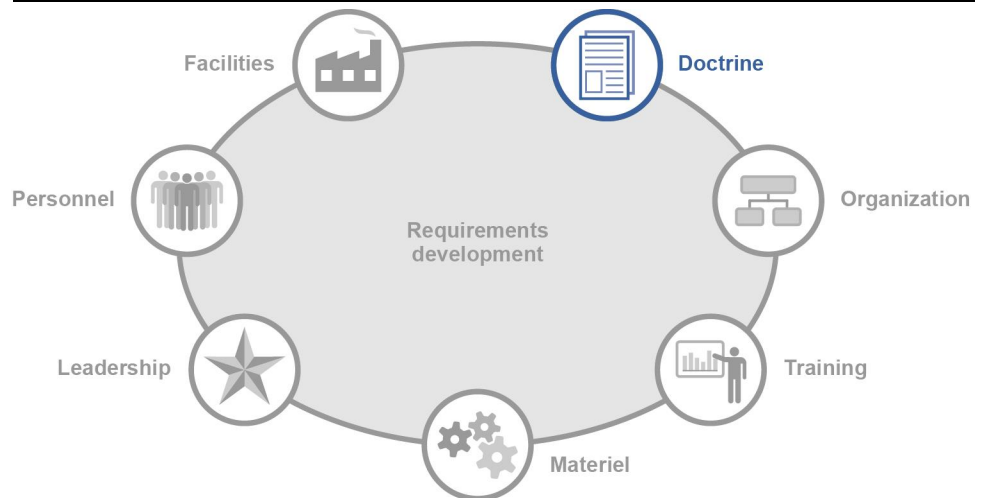 Facilities
Doctrine
Personnel
Organization
Requirements
development
Leadership
Training
Materiel